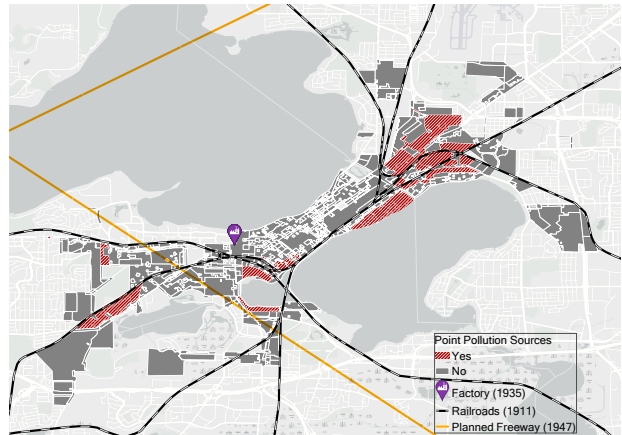 Point Pollution Sources
Yes
No
Factory (1935)
Railroads (1911)
Planned Freeway (1947)